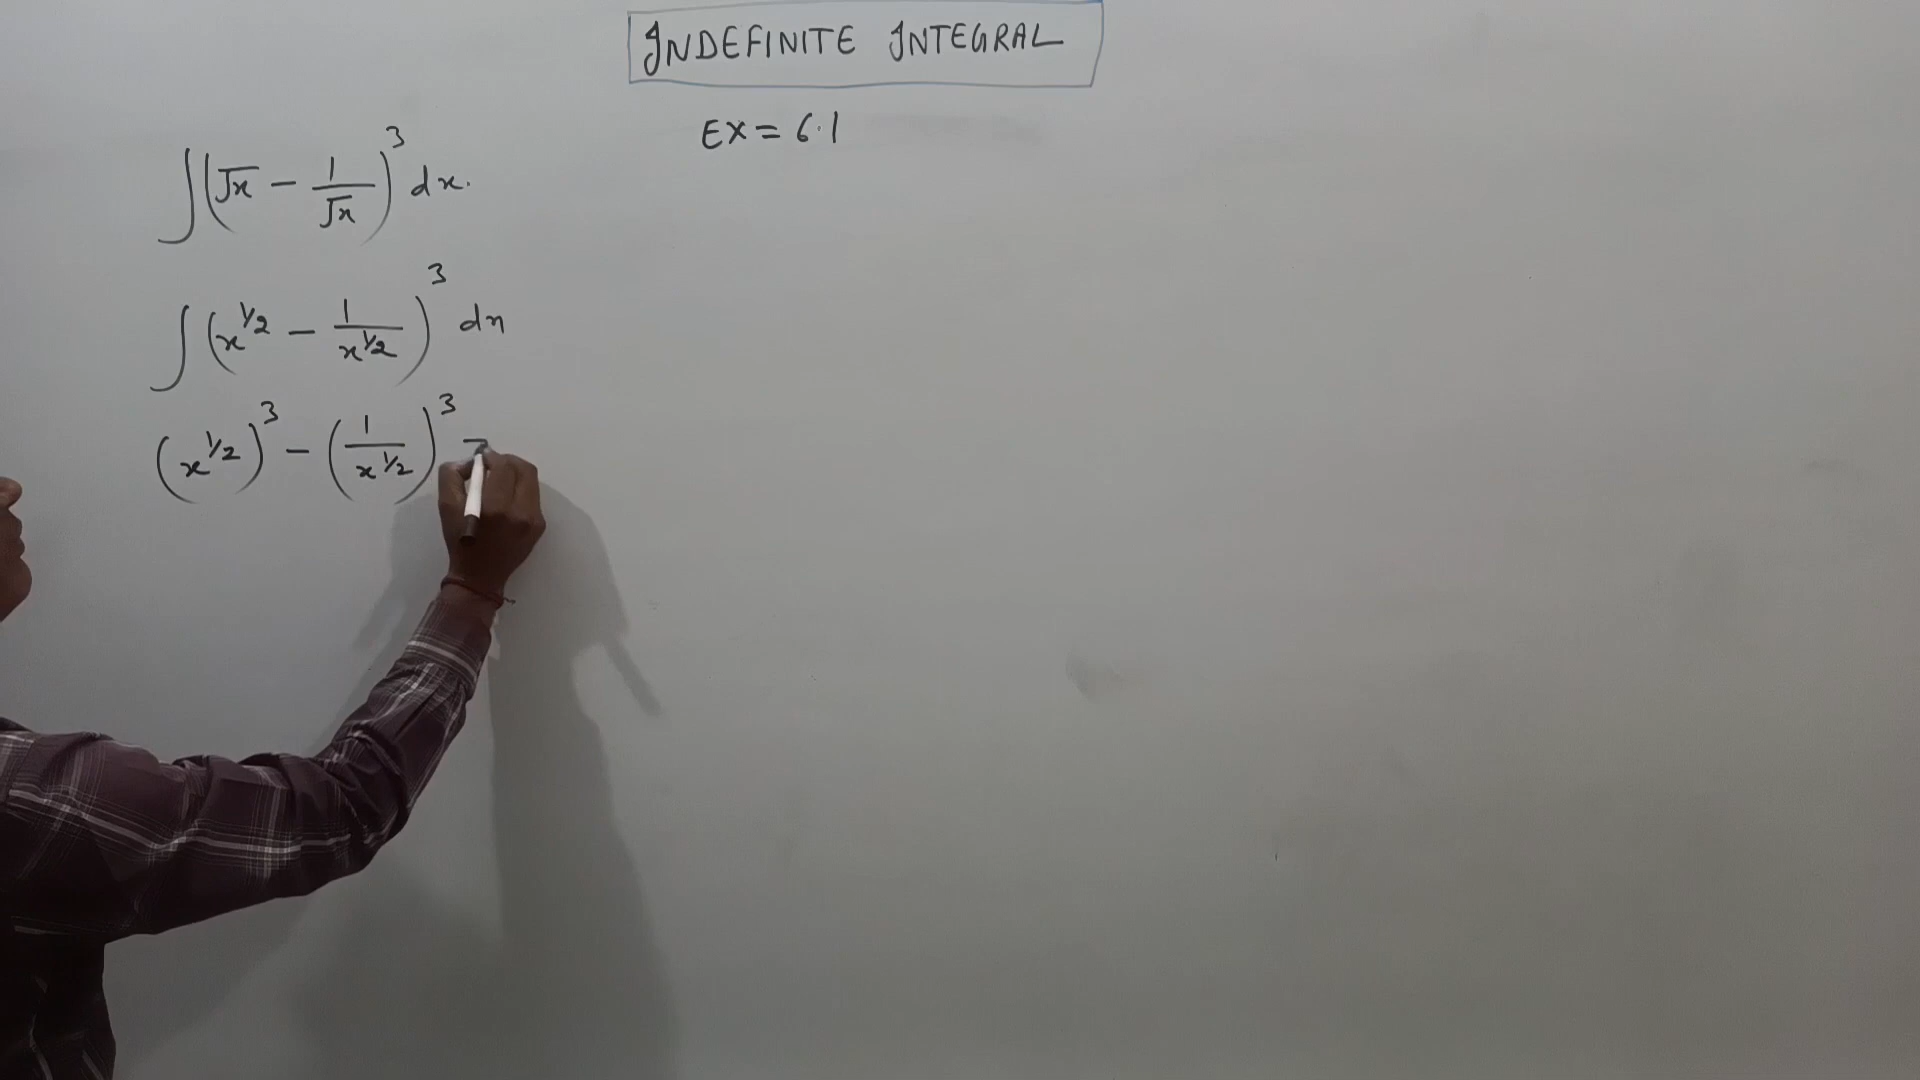 INDEFINITE INTEGRAL
EX = 6.1
∫(√x − 1/√x)³ dx.
∫(x^1/2 − 1/x^1/2)³ dx
(x^1/2)³ − (1/x^1/2)³